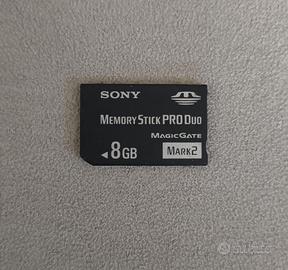 SONY
MEMORY STICK PRO DUO
MAGICGATE
8GB
MARK2